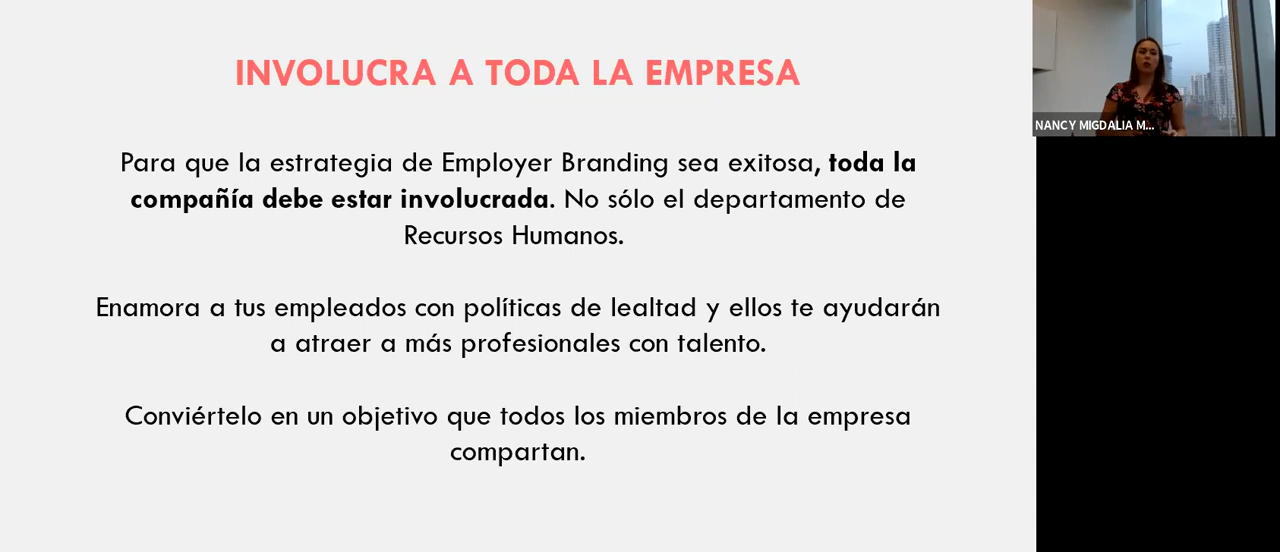 INVOLUCRA A TODA LA EMPRESA
Para que la estrategia de Employer Branding sea exitosa, toda la
compañía debe estar involucrada. No sólo el departamento de
Recursos Humanos.
Enamora a tus empleados con políticas de lealtad y ellos te ayudarán
a atraer a más profesionales con talento.
Conviértelo en un objetivo que todos los miembros de la empresa
compartan.
NANCY MIGDALIA M...